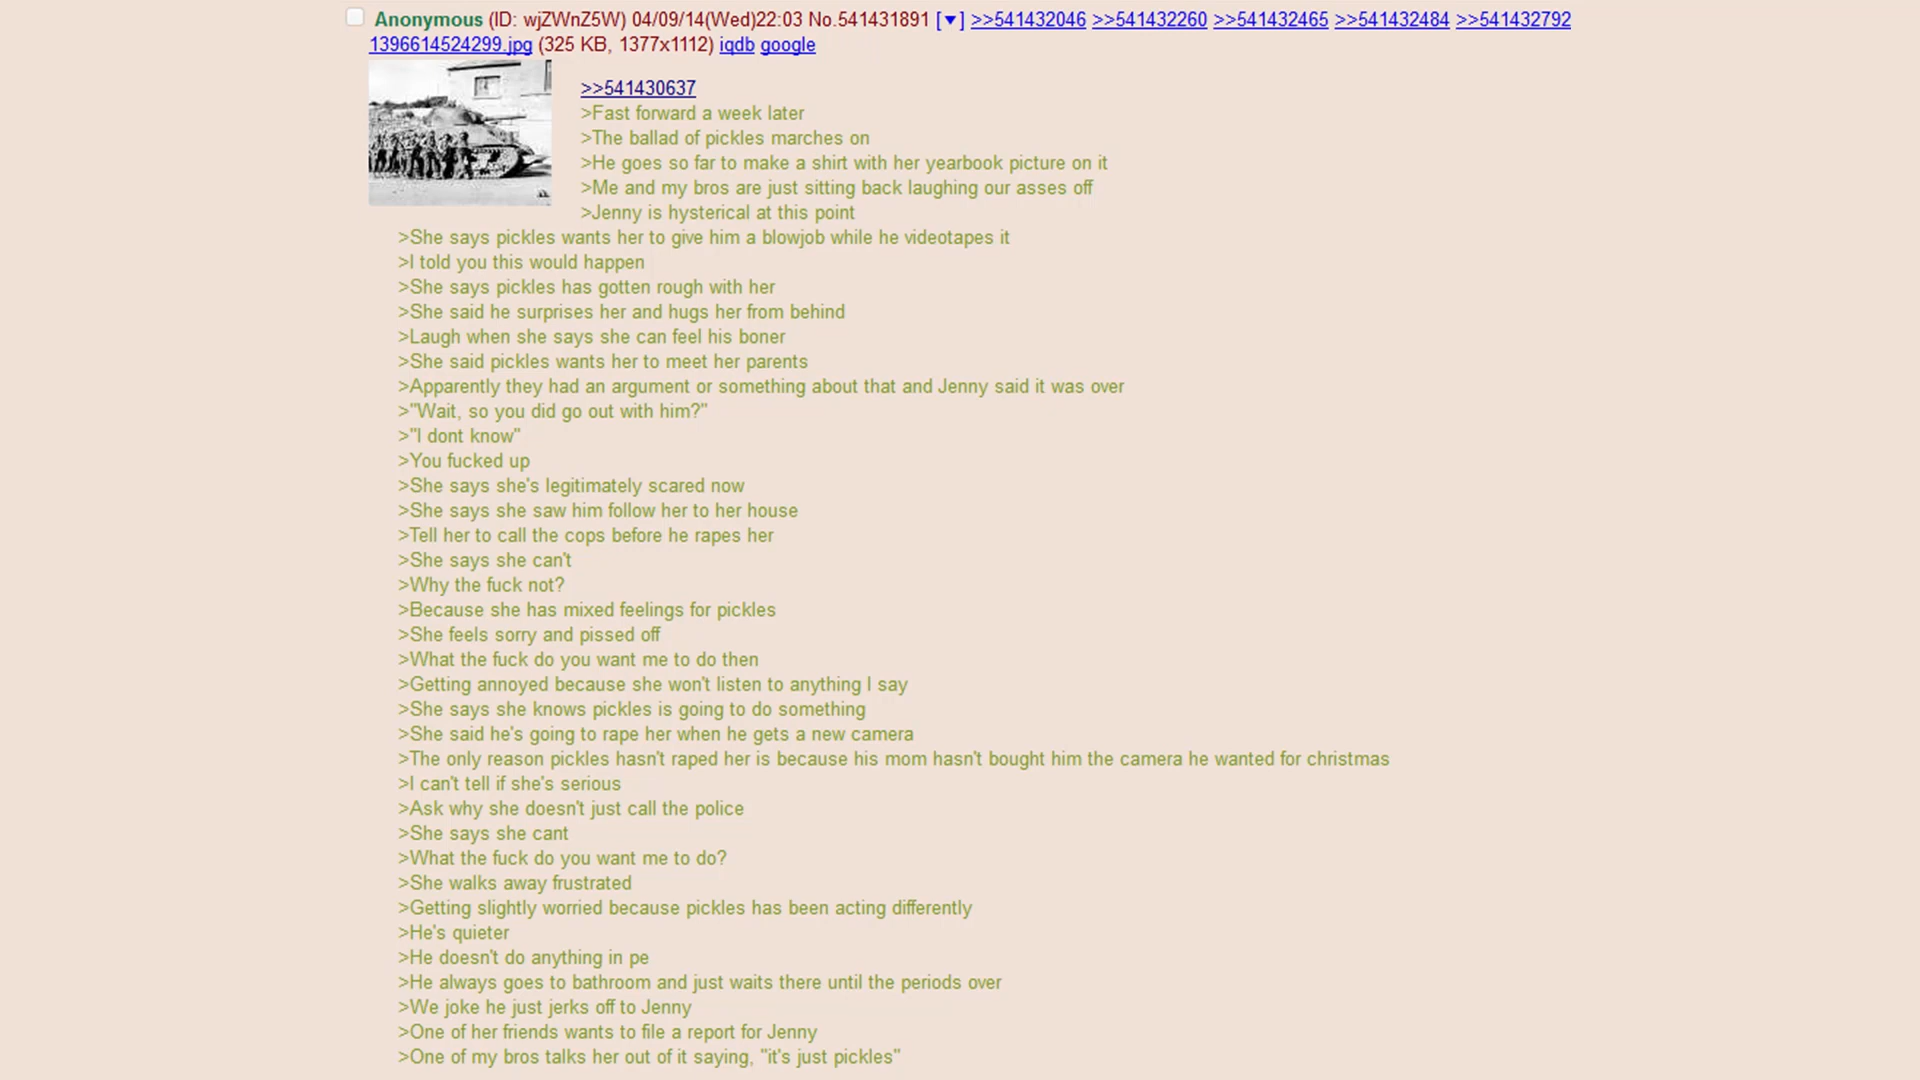 Anonymous (ID: wjZWnZ5W) 04/09/14(Wed)22:03 No.541431891 [▼] >>541432046 >>541432260 >>541432465 >>541432484 >>541432792
1396614524299.jpg (325 KB, 1377x1112) iqdb google
>>541430637
>Fast forward a week later
>The ballad of pickles marches on
>He goes so far to make a shirt with her yearbook picture on it
>Me and my bros are just sitting back laughing our asses off
>Jenny is hysterical at this point
>She says pickles wants her to give him a blowjob while he videotapes it
>I told you this would happen
>She says pickles has gotten rough with her
>She said he surprises her and hugs her from behind
>Laugh when she says she can feel his boner
>She said pickles wants her to meet her parents
>Apparently they had an argument or something about that and Jenny said it was over
>"Wait, so you did go out with him?"
>"I dont know"
>You fucked up
>She says she's legitimately scared now
>She says she saw him follow her to her house
>Tell her to call the cops before he rapes her
>She says she can't
>Why the fuck not?
>Because she has mixed feelings for pickles
>She feels sorry and pissed off
>What the fuck do you want me to do then
>Getting annoyed because she won't listen to anything I say
>She says she knows pickles is going to do something
>She said he's going to rape her when he gets a new camera
>The only reason pickles hasn't raped her is because his mom hasn't bought him the camera he wanted for christmas
>I can't tell if she's serious
>Ask why she doesn't just call the police
>She says she cant
>What the fuck do you want me to do?
>She walks away frustrated
>Getting slightly worried because pickles has been acting differently
>He's quieter
>He doesn't do anything in pe
>He always goes to bathroom and just waits there until the periods over
>We joke he just jerks off to Jenny
>One of her friends wants to file a report for Jenny
>One of my bros talks her out of it saying, "it's just pickles"